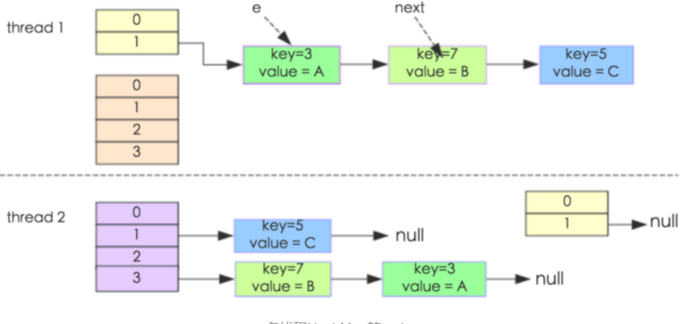 e
next
thread 1
0
1
key=3
value = A
key=7
value = B
key=5
value = C
0
1
2
3
thread 2
0
1
2
3
key=5
value = C
null
key=7
value = B
key=3
value = A
null
0
1
null